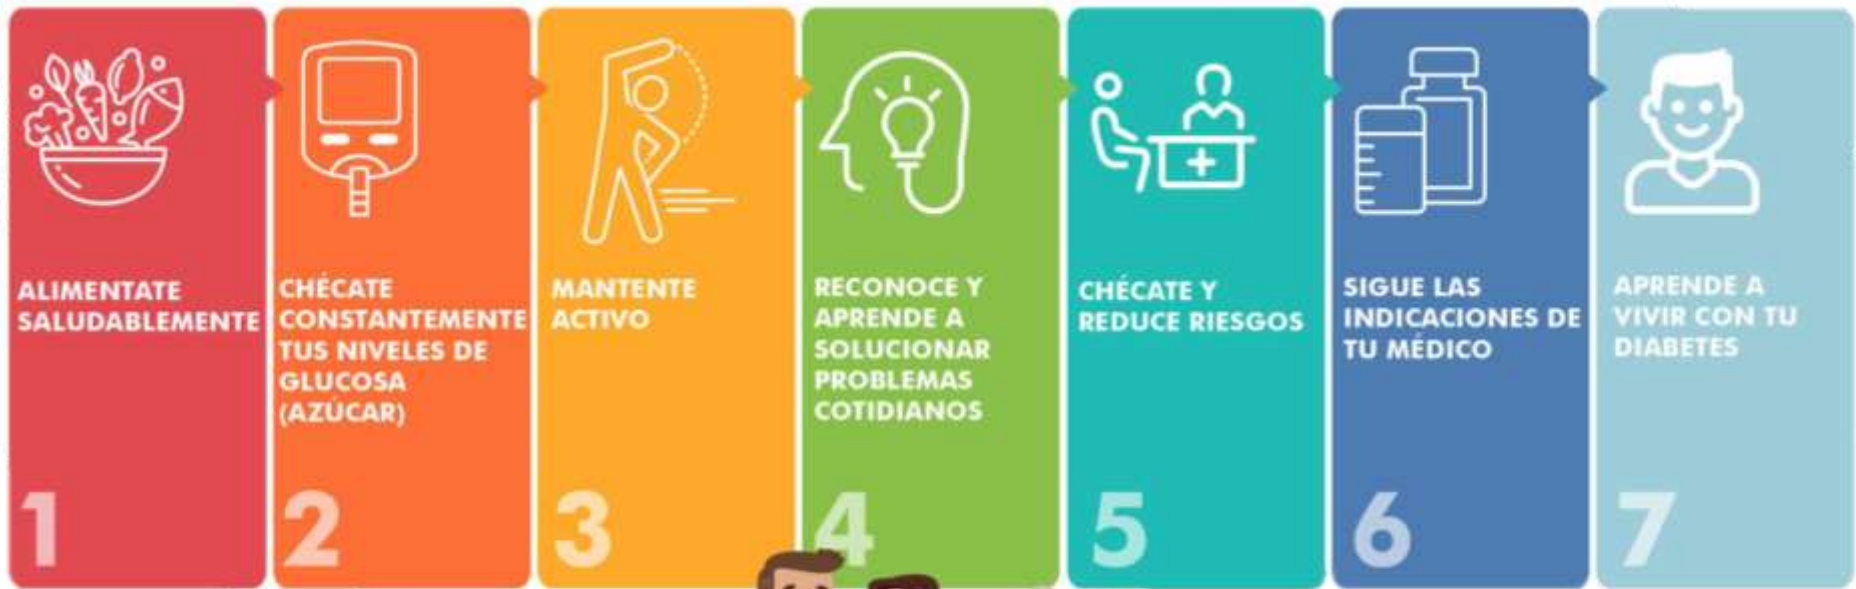 ALIMENTATE
SALUDABLEMENTE
1
CHÉCATE
CONSTANTEMENTE
TUS NIVELES DE
GLUCOSA
(AZÚCAR)
2
MANTENTE
ACTIVO
3
RECONOCE Y
APRENDE A
SOLUCIONAR
PROBLEMAS
COTIDIANOS
4
CHÉCATE Y
REDUCE RIESGOS
5
SIGUE LAS
INDICACIONES DE
TU MÉDICO
6
APRENDE A
VIVIR CON TU
DIABETES
7